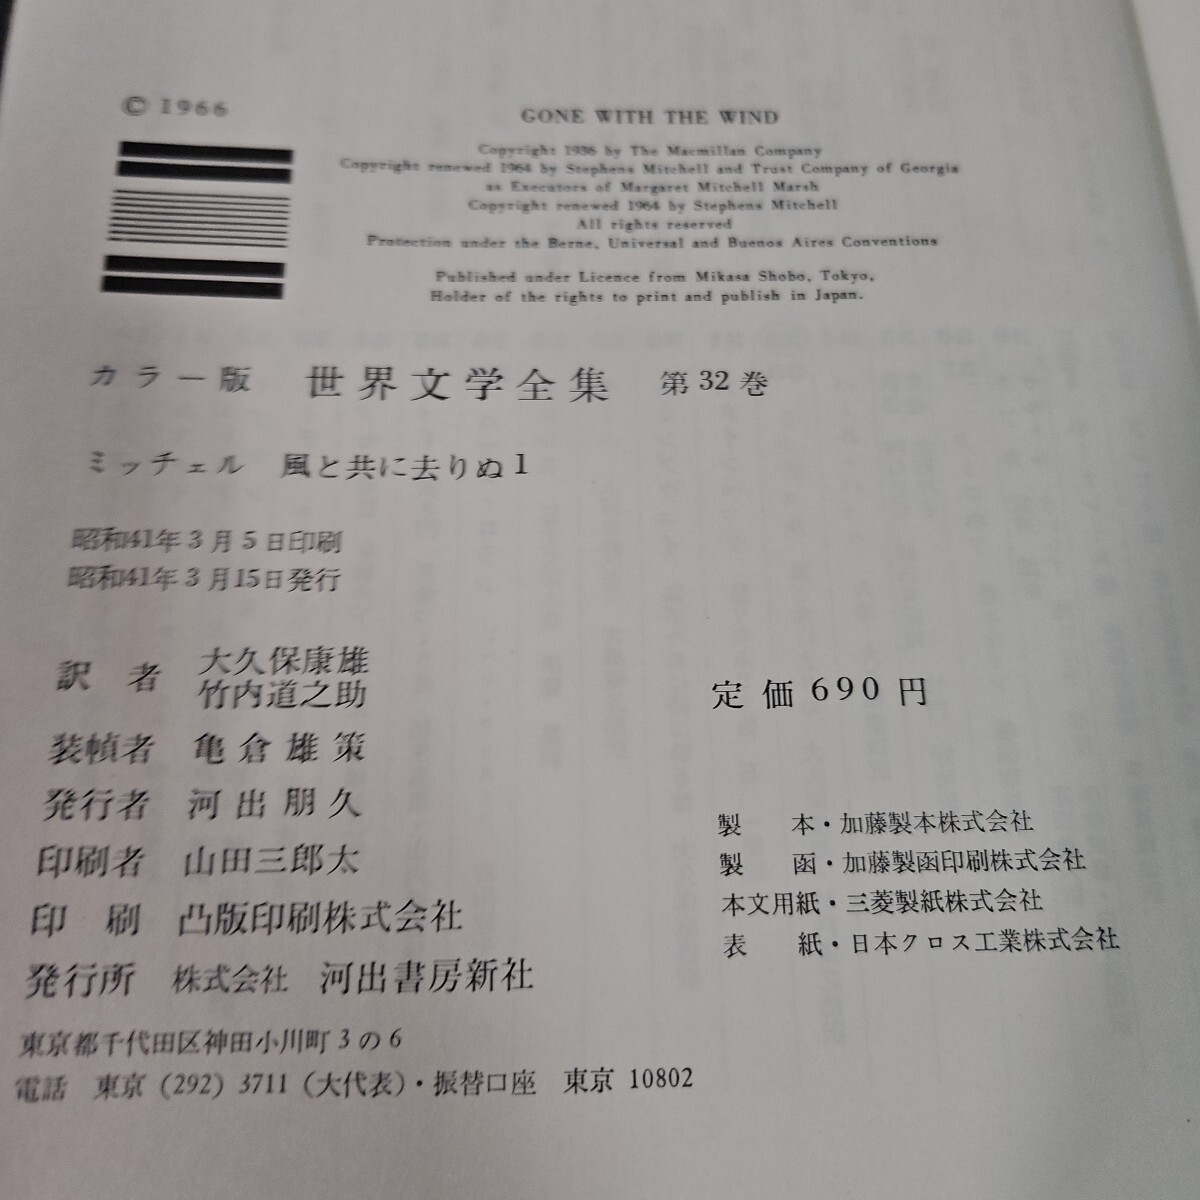 © 1966
GONE WITH THE WIND
Copyright 1936 by The Macmillan Company
Copyright renewed 1964 by Stephens Mitchell and Trust Company of Georgia
as Executors of Margaret Mitchell Marsh
Copyright renewed 1964 by Stephens Mitchell
All rights reserved
Protection under the Berne, Universal and Buenos Aires Conventions
Published under Licence from Mikasa Shobo, Tokyo,
Holder of the rights to print and publish in Japan.
カラー版 世界文学全集 第32巻
ミッチェル 風と共に去りぬ1
昭和41年3月5日印刷
昭和41年3月15日発行
訳者 大久保康雄
竹内道之助
装幀者 亀倉雄策
発行者 河出朋久
印刷者 山田三郎太
印刷 凸版印刷株式会社
発行所 株式会社 河出書房新社
東京都千代田区神田小川町3の6
電話 東京(292)3711(大代表)・振替口座 東京 10802
定価690円
製本・加藤製本株式会社
製函・加藤製函印刷株式会社
本文用紙・三菱製紙株式会社
表紙・日本クロス工業株式会社